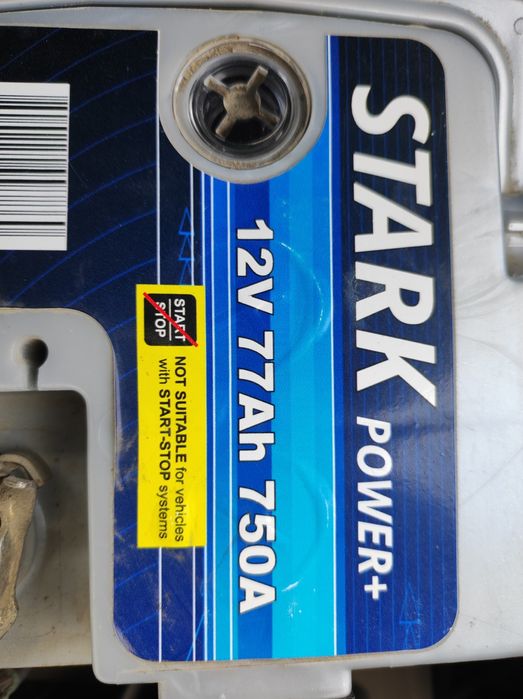 STARK POWER+
12V 77Ah 750A
START
STOP
NOT SUITABLE for vehicles
with START-STOP systems